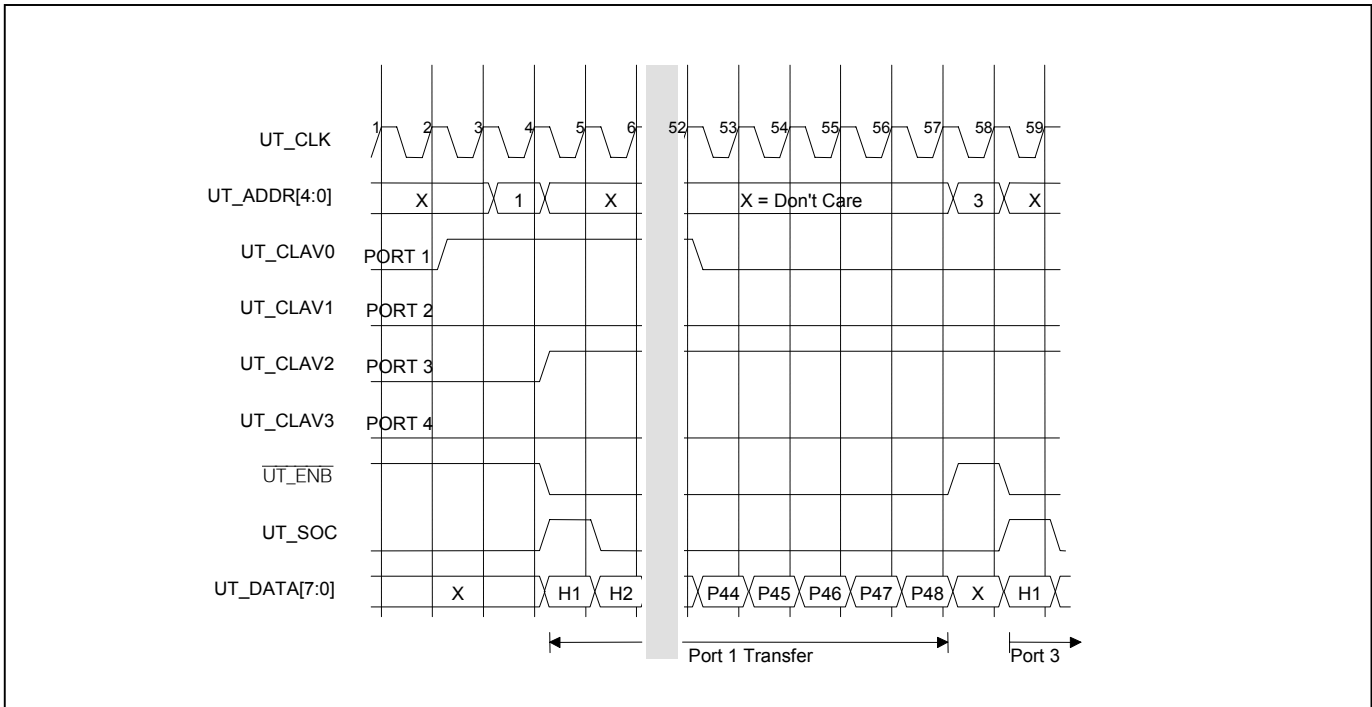 UT_CLK 1 2 3 4 5 6 52 53 54 55 56 57 58 59
UT_ADDR[4:0] X 1 X X = Don't Care 3 X
UT_CLAV0 PORT 1
UT_CLAV1 PORT 2
UT_CLAV2 PORT 3
UT_CLAV3 PORT 4
UT_ENB
UT_SOC
UT_DATA[7:0] X H1 H2 P44 P45 P46 P47 P48 X H1
Port 1 Transfer Port 3